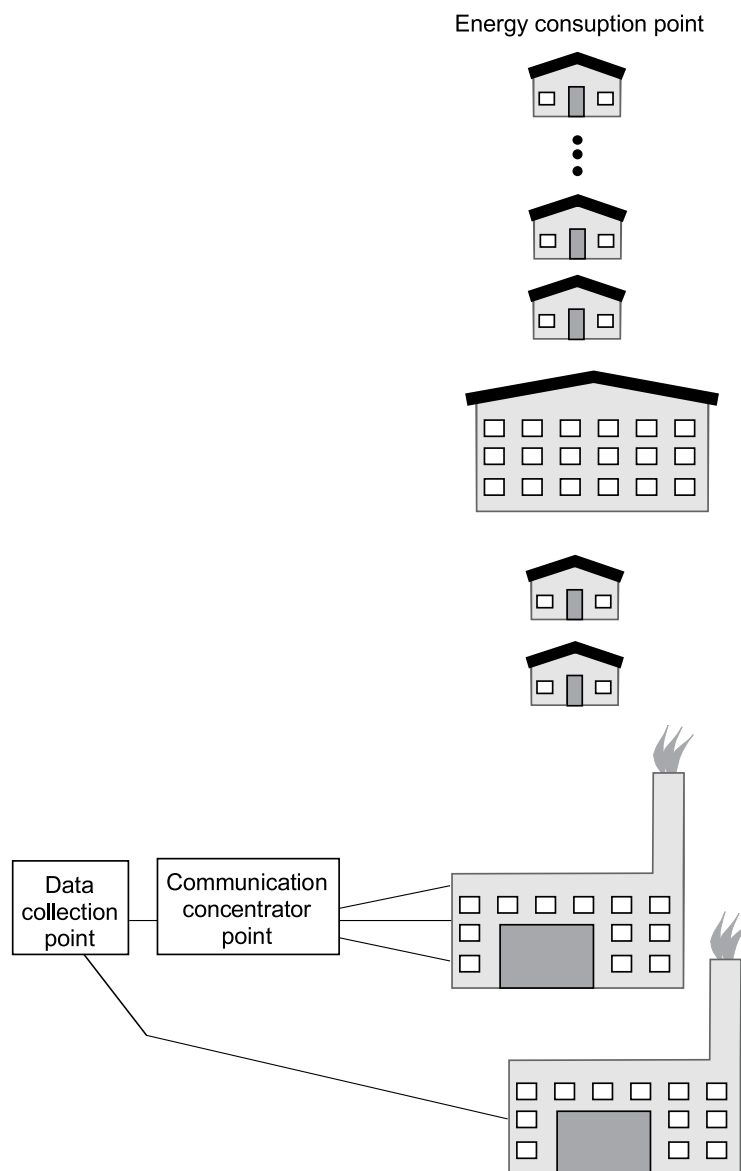 Energy consuption point
Data
collection
point
Communication
concentrator
point